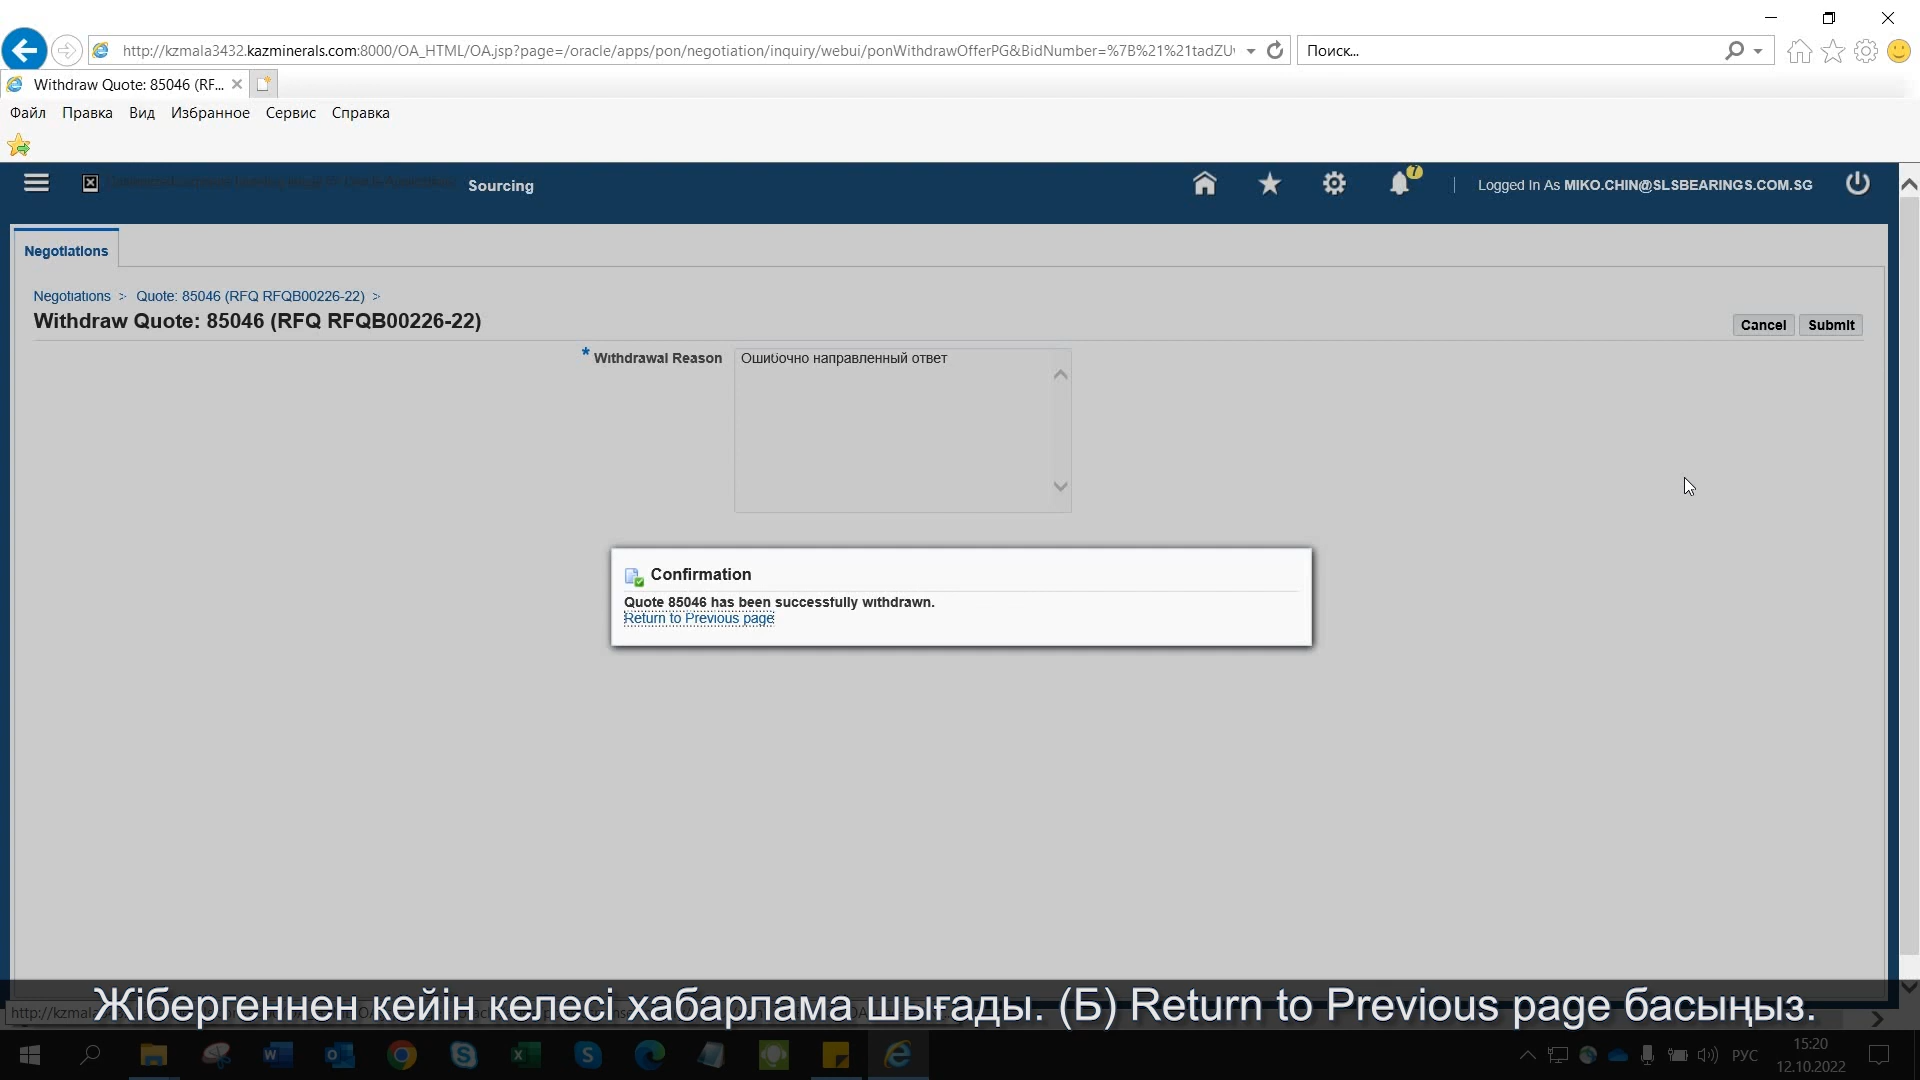 http://kzmala3432.kazminerals.com:8000/OA_HTML/OA.jsp?page=/oracle/apps/pon/negotiation/inquiry/webui/ponWithdrawOfferPG&BidNumber=%7B%21%21tadZU
Поиск...
Withdraw Quote: 85046 (RF...
Файл Правка Вид Избранное Сервис Справка
Sourcing
7
Logged In As MIKO.CHIN@SLSBEARINGS.COM.SG
Negotiations
Negotiations > Quote: 85046 (RFQ RFQB00226-22) >
Withdraw Quote: 85046 (RFQ RFQB00226-22)
Cancel Submit
* Withdrawal Reason
Ошибочно направленный ответ
Confirmation
Quote 85046 has been successfully withdrawn.
Return to Previous page
Жібергеннен кейін келесі хабарлама шығады. (Б) Return to Previous page басыңыз.
РУС
15:20
12.10.2022